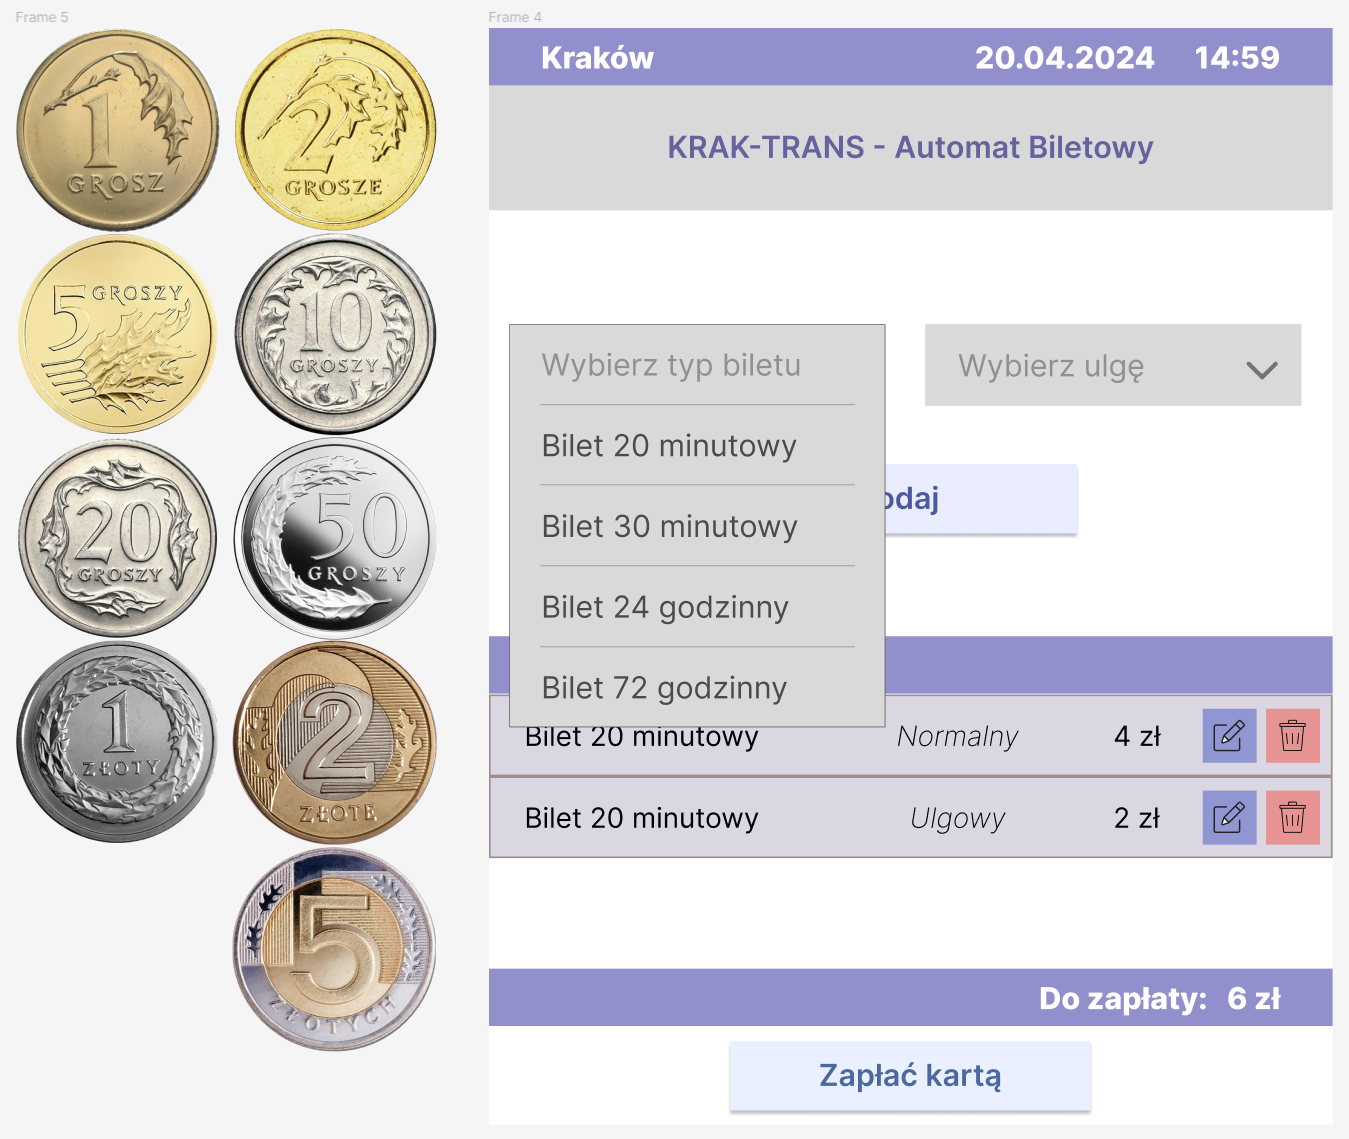 Frame 5
1
GROSZ
2
GROSZE
5 GROSZY
10
GROSZY
20
GROSZY
50
GROSZY
1
ZŁOTY
2
ZŁOTE
5
ZŁOTYCH
Frame 4
Kraków 20.04.2024 14:59
KRAK-TRANS - Automat Biletowy
Wybierz typ biletu
Bilet 20 minutowy
Bilet 30 minutowy
Bilet 24 godzinny
Bilet 72 godzinny
Wybierz ulgę
odaj
Bilet 20 minutowy Normalny 4 zł
Bilet 20 minutowy Ulgowy 2 zł
Do zapłaty: 6 zł
Zapłać kartą